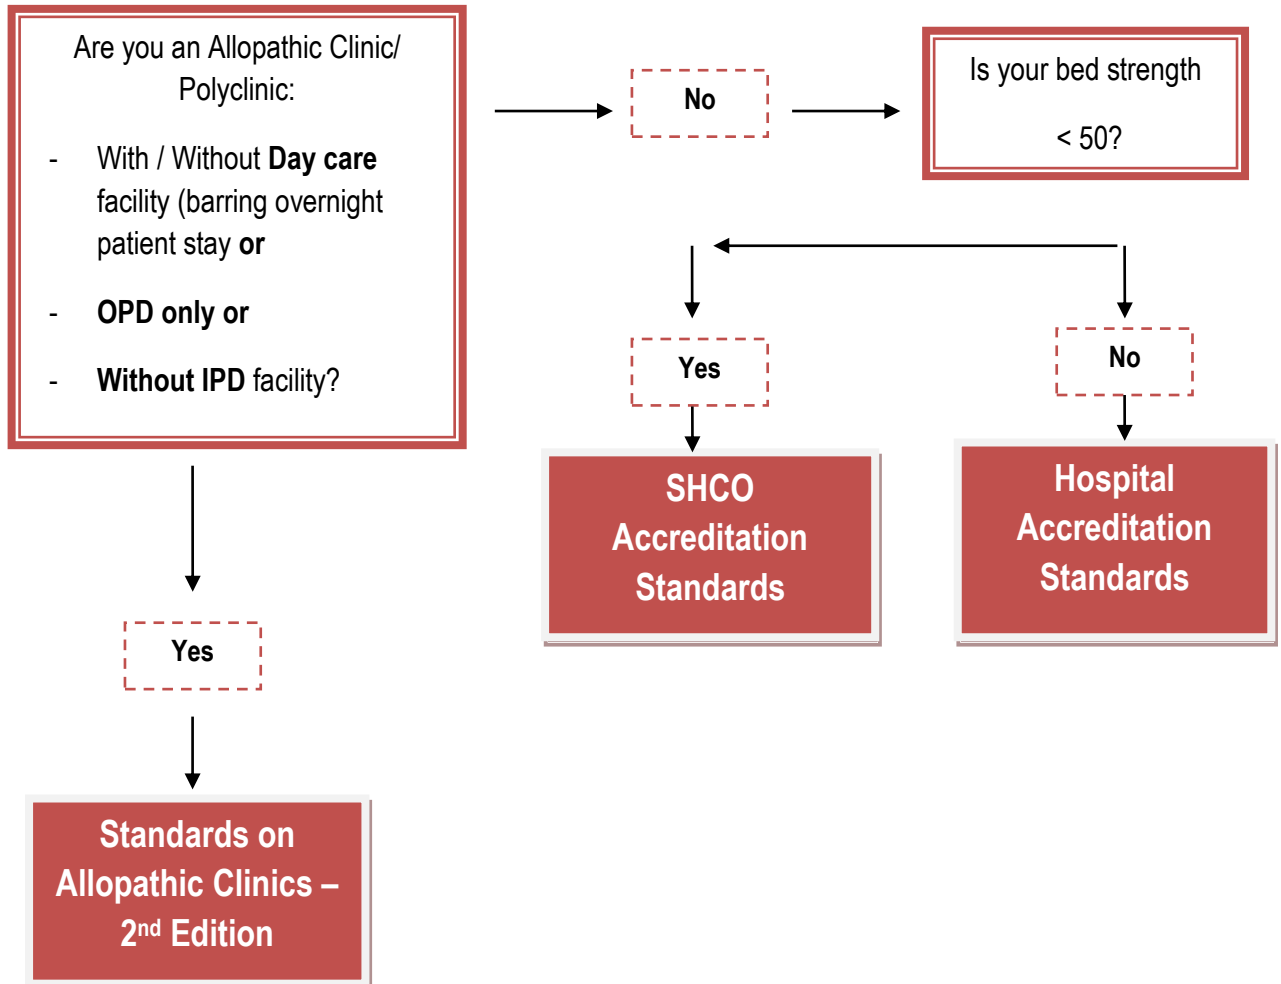 Are you an Allopathic Clinic/
Polyclinic:
- With / Without Day care
facility (barring overnight
patient stay or
- OPD only or
- Without IPD facility?
No
Is your bed strength
< 50?
Yes
No
SHCO
Accreditation
Standards
Hospital
Accreditation
Standards
Yes
Standards on
Allopathic Clinics –
2nd Edition